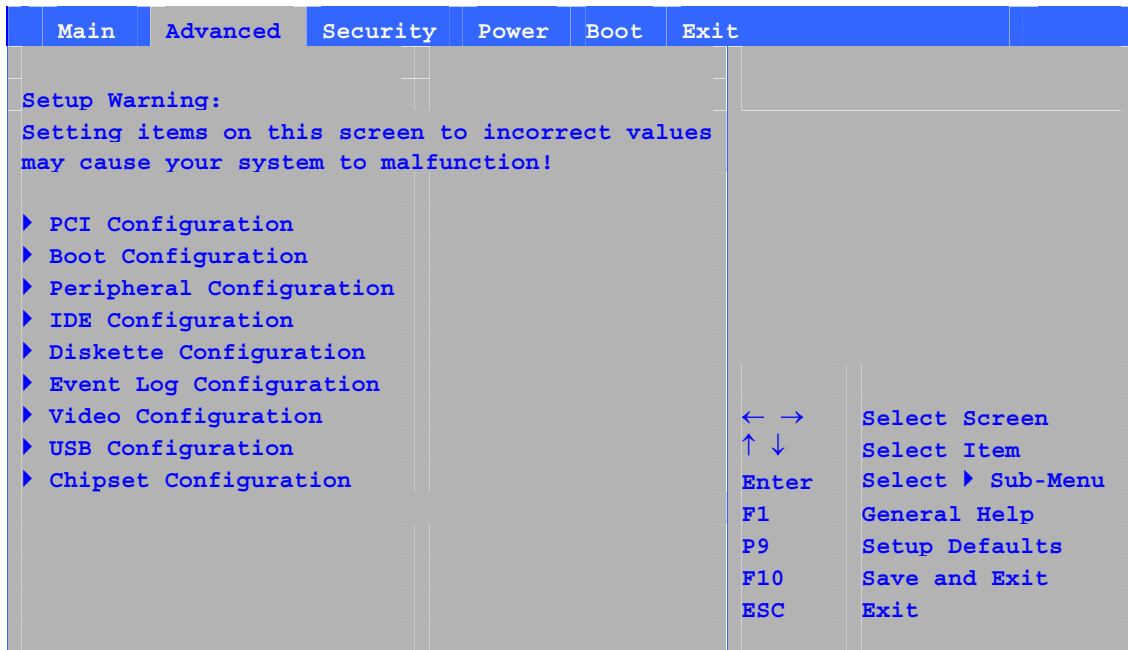 Main Advanced Security Power Boot Exit
Setup Warning:
Setting items on this screen to incorrect values
may cause your system to malfunction!
▶ PCI Configuration
▶ Boot Configuration
▶ Peripheral Configuration
▶ IDE Configuration
▶ Diskette Configuration
▶ Event Log Configuration
▶ Video Configuration
▶ USB Configuration
▶ Chipset Configuration
← → Select Screen
↑ ↓ Select Item
Enter Select ▶ Sub-Menu
F1 General Help
P9 Setup Defaults
F10 Save and Exit
ESC Exit